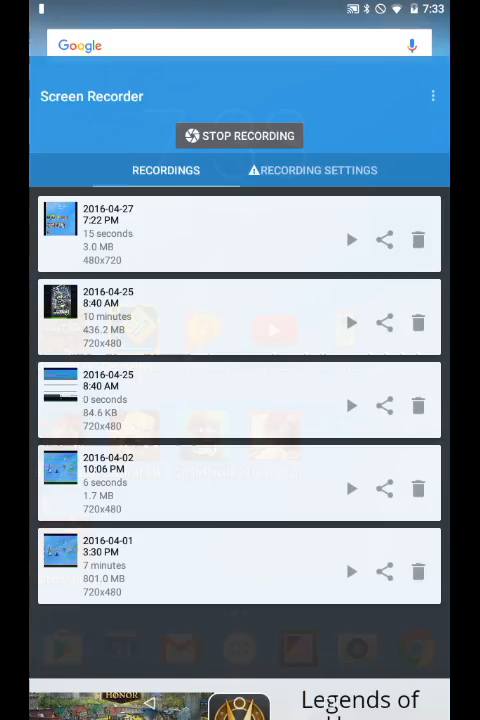 7:33
Google
Screen Recorder
STOP RECORDING
RECORDINGS
RECORDING SETTINGS
2016-04-27
7:22 PM
15 seconds
3.0 MB
480x720
2016-04-25
8:40 AM
10 minutes
436.2 MB
720x480
2016-04-25
8:40 AM
0 seconds
84.6 KB
720x480
2016-04-02
10:06 PM
6 seconds
1.7 MB
720x480
2016-04-01
3:30 PM
7 minutes
801.0 MB
720x480
HONOR
Legends of